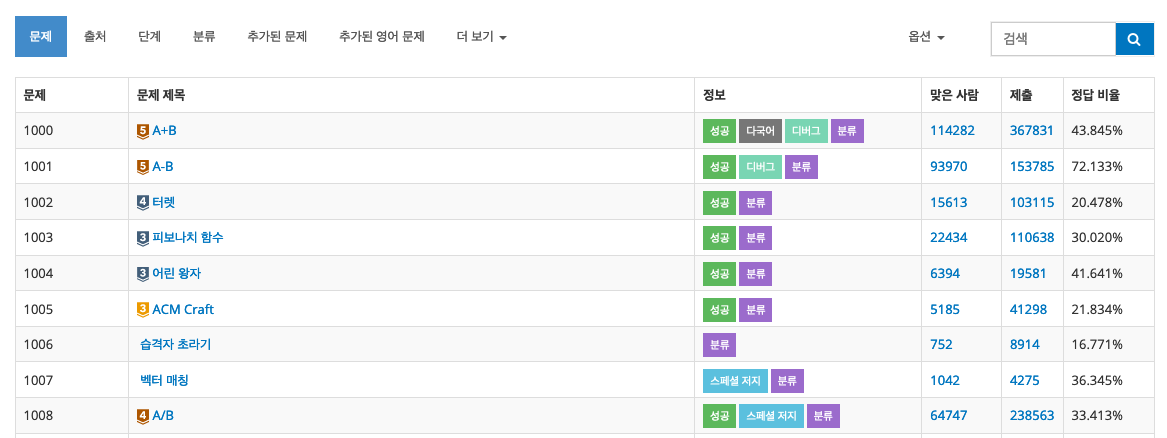 문제 출처 단계 분류 추가된 문제 추가된 영어 문제 더 보기 옵션 검색
문제 문제 제목 정보 맞은 사람 제출 정답 비율
1000 5 A+B 성공 다국어 디버그 분류 114282 367831 43.845%
1001 5 A-B 성공 디버그 분류 93970 153785 72.133%
1002 4 터렛 성공 분류 15613 103115 20.478%
1003 3 피보나치 함수 성공 분류 22434 110638 30.020%
1004 3 어린 왕자 성공 분류 6394 19581 41.641%
1005 3 ACM Craft 성공 분류 5185 41298 21.834%
1006 습격자 초라기 분류 752 8914 16.771%
1007 벡터 매칭 스페셜 저지 분류 1042 4275 36.345%
1008 4 A/B 성공 스페셜 저지 분류 64747 238563 33.413%